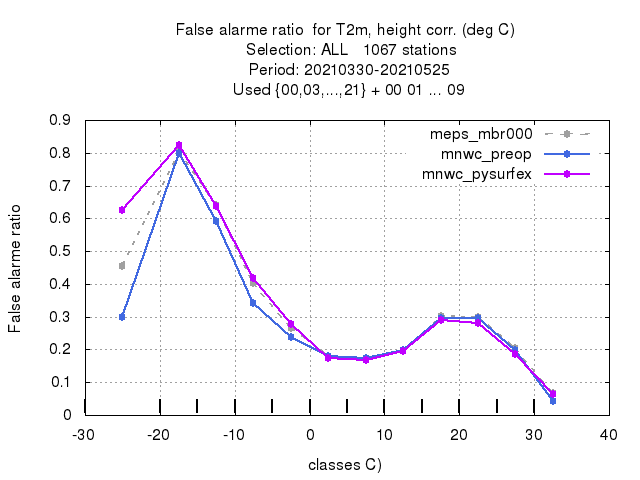 False alarme ratio  for T2m, height corr. (deg C)
Selection: ALL   1067 stations
Period: 20210330-20210525
Used {00,03,...,21} + 00 01 ... 09
meps_mbr000
mnwc_preop
mnwc_pysurfex
False alarme ratio
0.9
0.8
0.7
0.6
0.5
0.4
0.3
0.2
0.1
0
-30 -20 -10 0 10 20 30 40
classes C)